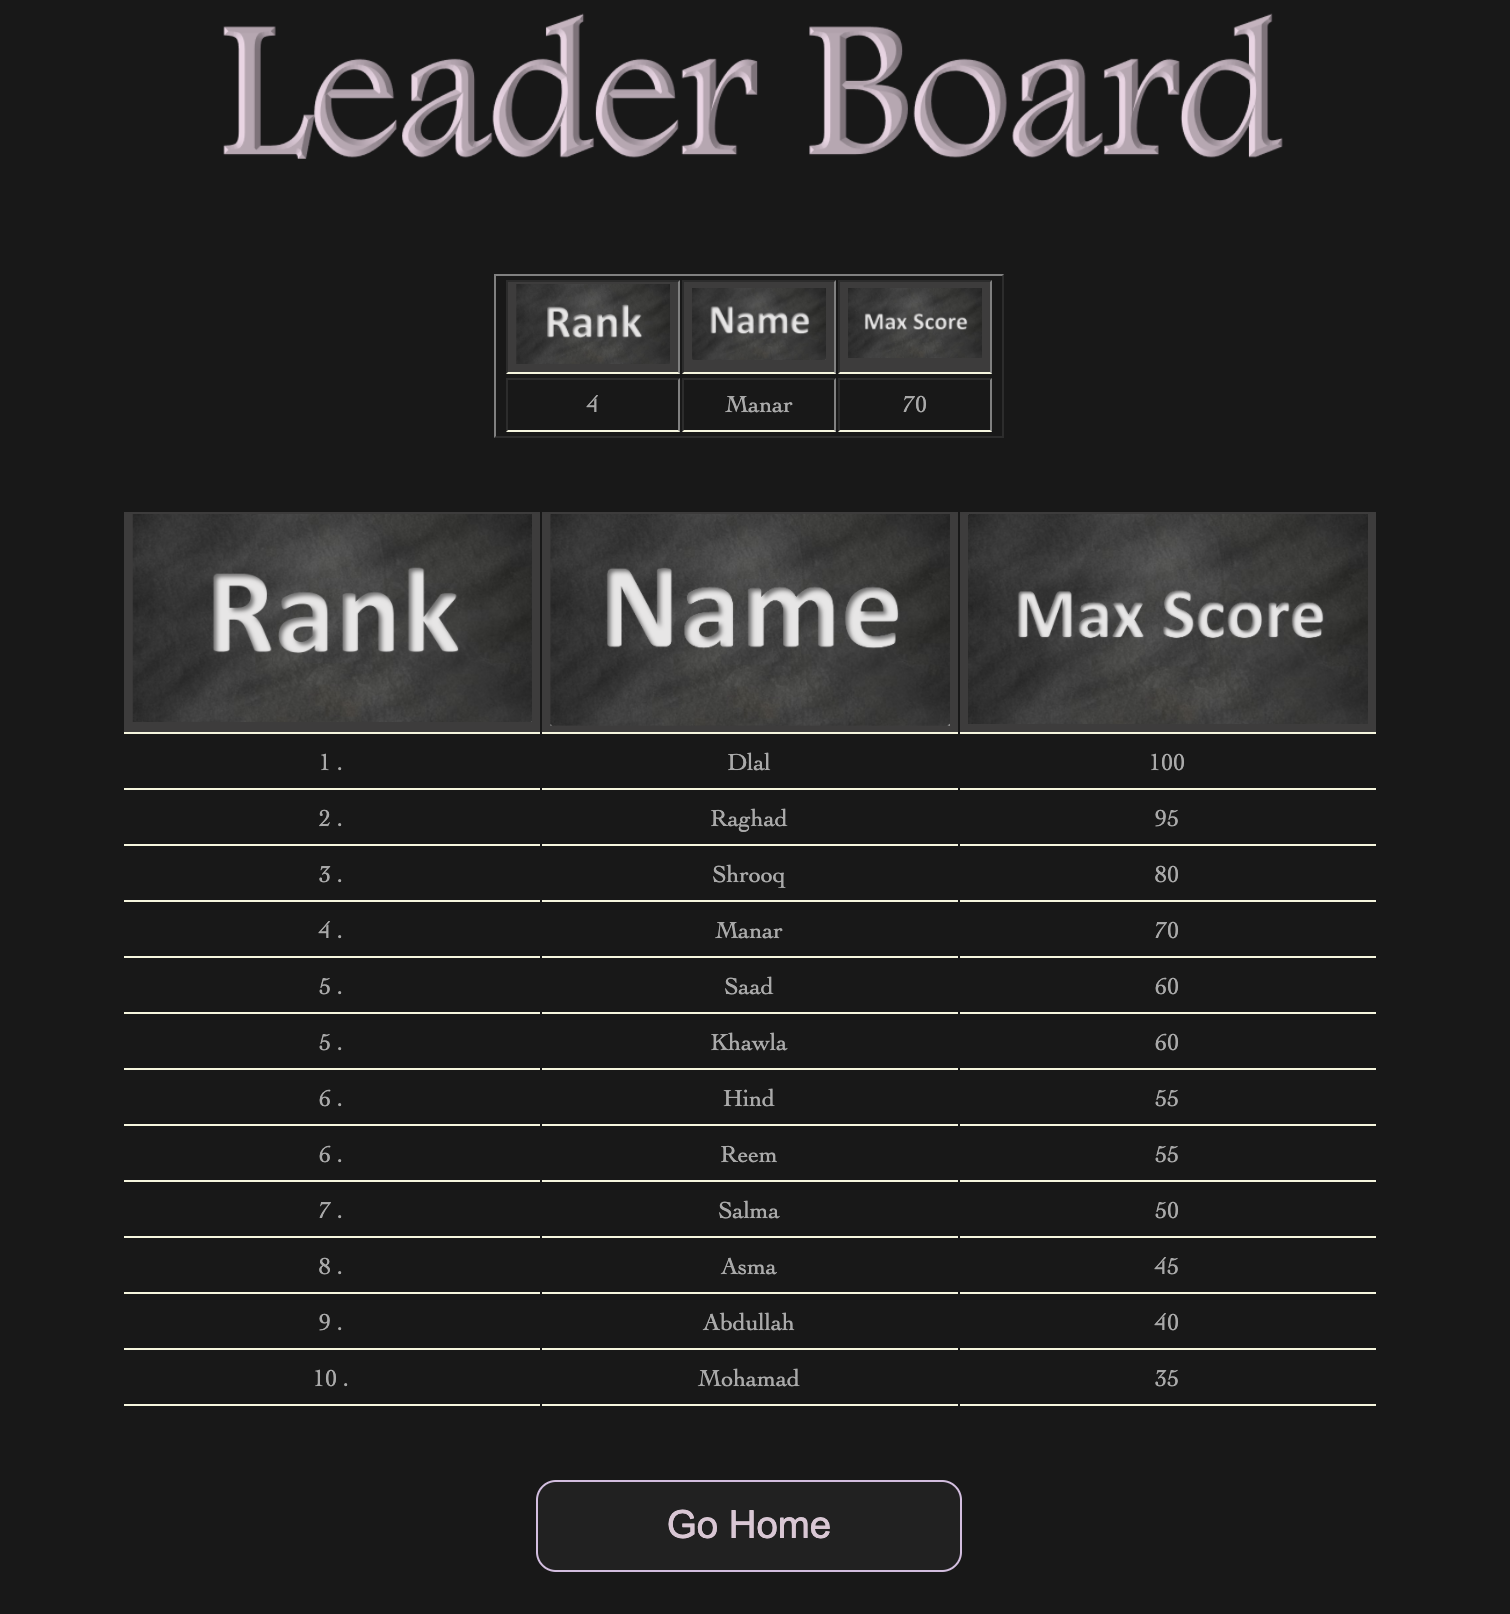 Leader Board
Rank Name Max Score
4 Manar 70
Rank Name Max Score
1 . Dlal 100
2 . Raghad 95
3 . Shrooq 80
4 . Manar 70
5 . Saad 60
5 . Khawla 60
6 . Hind 55
6 . Reem 55
7 . Salma 50
8 . Asma 45
9 . Abdullah 40
10 . Mohamad 35
Go Home